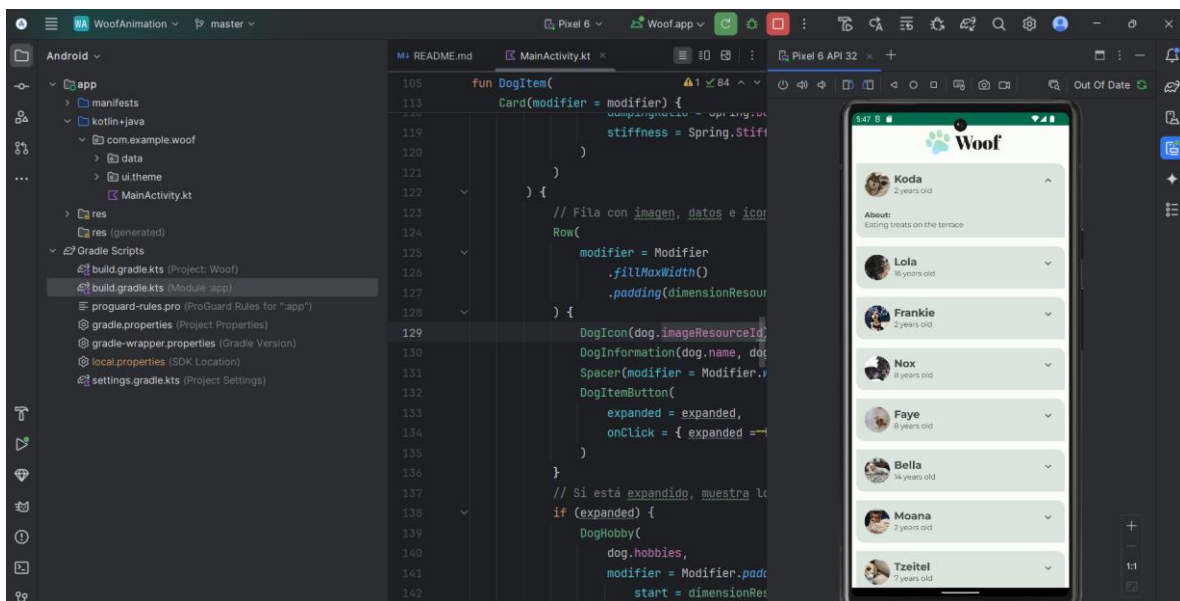 WA WoofAnimation master Pixel 6 Woof.app
Android
app
manifests
kotlin+java
com.example.woof
data
ui.theme
MainActivity.kt
res
res (generated)
Gradle Scripts
build.gradle.kts (Project: Woof)
build.gradle.kts (Module :app)
proguard-rules.pro (ProGuard Rules for ":app")
gradle.properties (Project Properties)
gradle-wrapper.properties (Gradle Version)
local.properties (SDK Location)
settings.gradle.kts (Project Settings)
README.md MainActivity.kt
1 84
105 fun DogItem(
113 Card(modifier = modifier) {
119 stiffness = Spring.Stiff
120 )
121 )
122 ) {
123 // Fila con imagen, datos e icon
124 Row(
125 modifier = Modifier
126 .fillMaxWidth()
127 .padding(dimensionResour
128 ) {
129 DogIcon(dog.imageResourceId)
130 DogInformation(dog.name, dog
131 Spacer(modifier = Modifier.w
132 DogItemButton(
133 expanded = expanded,
134 onClick = { expanded =
135 )
136 }
137 // Si está expandido, muestra lo
138 if (expanded) {
139 DogHobby(
140 dog.hobbies,
141 modifier = Modifier.padd
142 start = dimensionRes
Pixel 6 API 32
Out Of Date
5:47
Woof
Koda
2 years old
About:
Eating treats on the terrace
Lola
16 years old
Frankie
2 years old
Nox
8 years old
Faye
8 years old
Bella
14 years old
Moana
2 years old
Tzeitel
7 years old
1:1